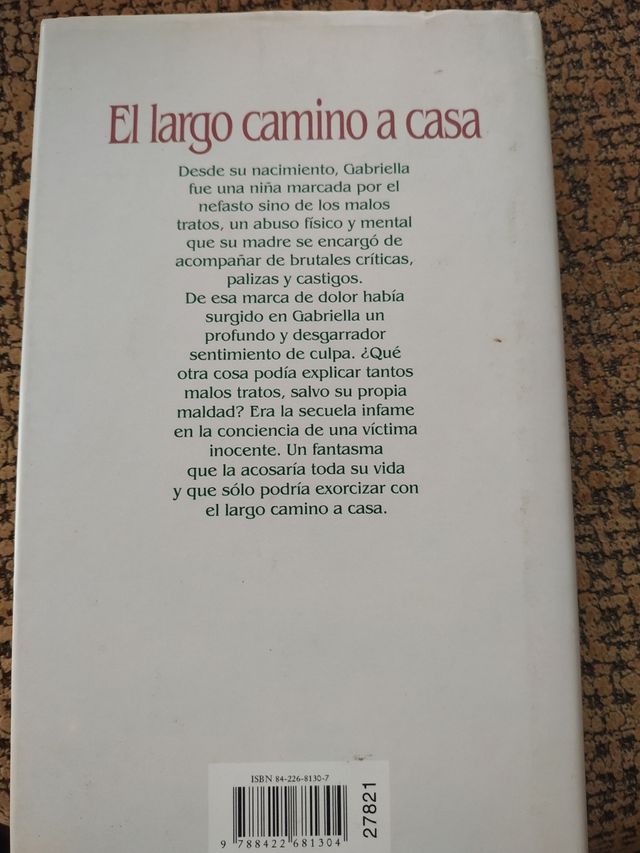 El largo camino a casa
Desde su nacimiento, Gabriella
fue una niña marcada por el
nefasto sino de los malos
tratos, un abuso físico y mental
que su madre se encargó de
acompañar de brutales críticas,
palizas y castigos.
De esa marca de dolor había
surgido en Gabriella un
profundo y desgarrador
sentimiento de culpa. ¿Qué
otra cosa podía explicar tantos
malos tratos, salvo su propia
maldad? Era la secuela infame
en la conciencia de una víctima
inocente. Un fantasma
que la acosaría toda su vida
y que sólo podría exorcizar con
el largo camino a casa.
ISBN 84-226-8130-7
9 788422 681304
27821